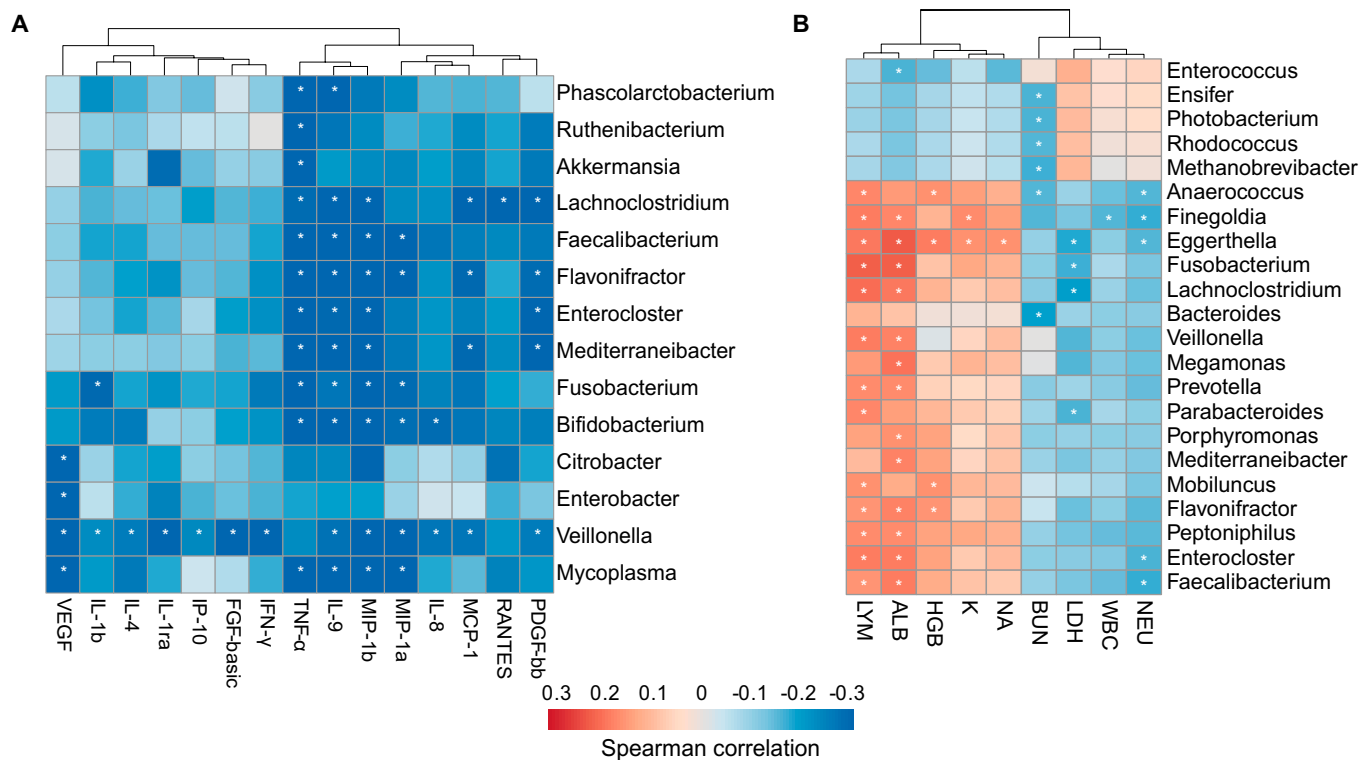 A
Phascolarctobacterium
Ruthenibacterium
Akkermansia
Lachnoclostridium
Faecalibacterium
Flavonifractor
Enterocloster
Mediterraneibacter
Fusobacterium
Bifidobacterium
Citrobacter
Enterobacter
Veillonella
Mycoplasma
VEGF
IL-1b
IL-4
IL-1ra
IP-10
FGF-basic
IFN-γ
TNF-α
IL-9
MIP-1b
MIP-1a
IL-8
MCP-1
RANTES
PDGF-bb
B
Enterococcus
Ensifer
Photobacterium
Rhodococcus
Methanobrevibacter
Anaerococcus
Finegoldia
Eggerthella
Fusobacterium
Lachnoclostridium
Bacteroides
Veillonella
Megamonas
Prevotella
Parabacteroides
Porphyromonas
Mediterraneibacter
Mobiluncus
Flavonifractor
Peptoniphilus
Enterocloster
Faecalibacterium
LYM
ALB
HGB
K
NA
BUN
LDH
WBC
NEU
0.3 0.2 0.1 0 -0.1 -0.2 -0.3
Spearman correlation